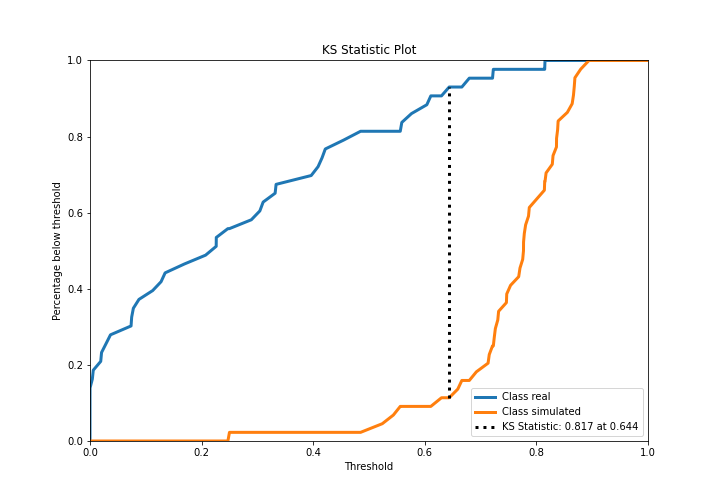 KS Statistic Plot
1.0
0.8
0.6
0.4
0.2
0.0
Percentage below threshold
0.0 0.2 0.4 0.6 0.8 1.0
Threshold
Class real
Class simulated
KS Statistic: 0.817 at 0.644